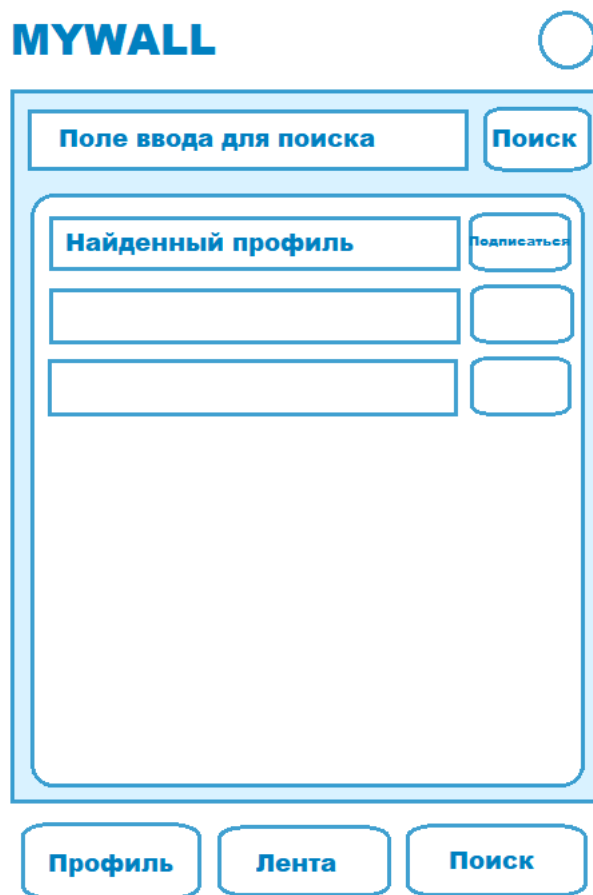 MYWALL
Поле ввода для поиска
Поиск
Найденный профиль
Подписаться
Профиль
Лента
Поиск